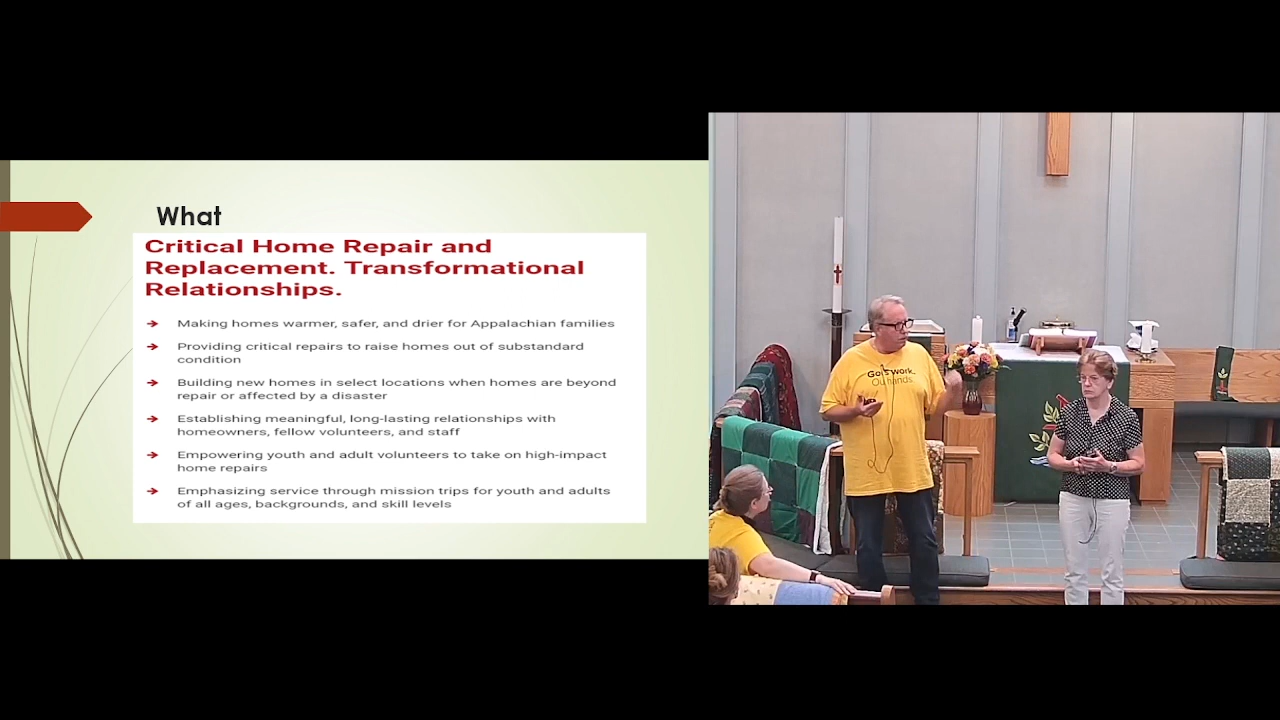 What
Critical Home Repair and
Replacement. Transformational
Relationships.
Making homes warmer, safer, and drier for Appalachian families
Providing critical repairs to raise homes out of substandard
condition
Building new homes in select locations when homes are beyond
repair or affected by a disaster
Establishing meaningful, long-lasting relationships with
homeowners, fellow volunteers, and staff
Empowering youth and adult volunteers to take on high-impact
home repairs
Emphasizing service through mission trips for youth and adults
of all ages, backgrounds, and skill levels
God's work.
Our hands.